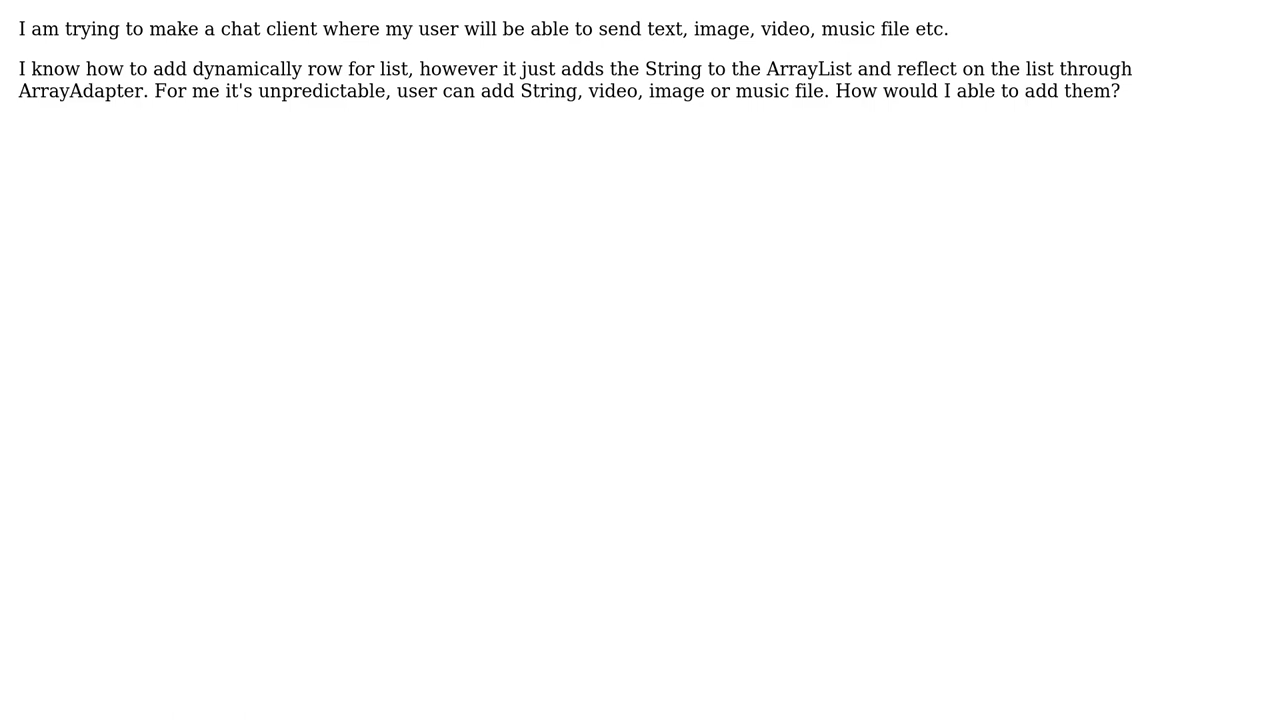 I am trying to make a chat client where my user will be able to send text, image, video, music file etc.
I know how to add dynamically row for list, however it just adds the String to the ArrayList and reflect on the list through
ArrayAdapter. For me it's unpredictable, user can add String, video, image or music file. How would I able to add them?